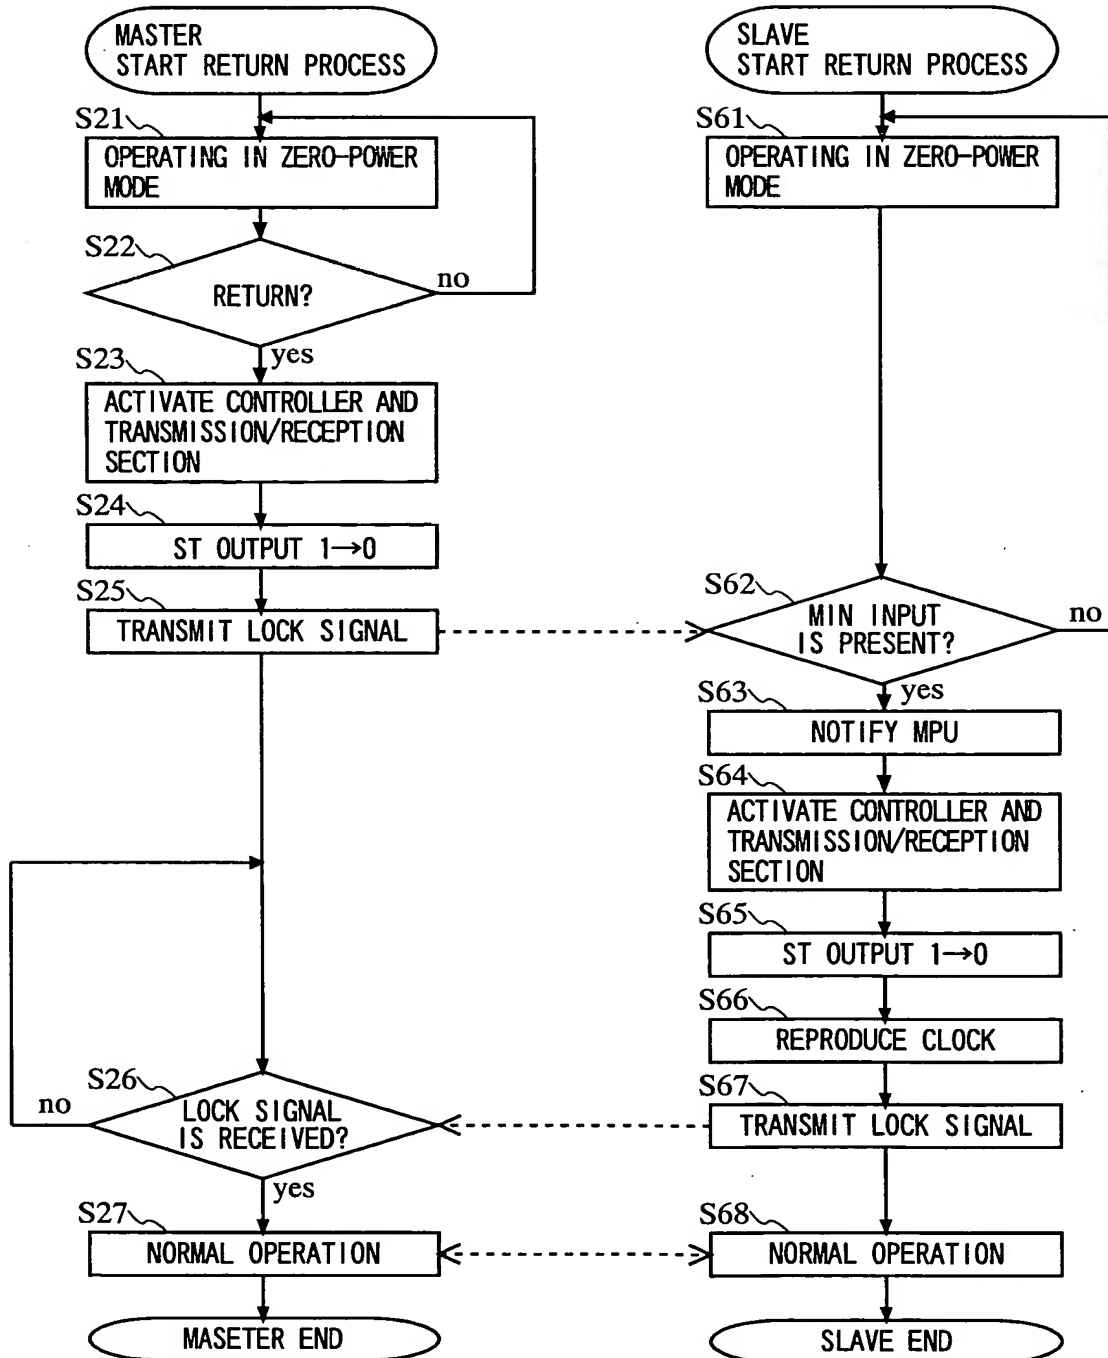 MASTER
START RETURN PROCESS
S21
OPERATING IN ZERO-POWER
MODE
S22
RETURN?
no
yes
S23
ACTIVATE CONTROLLER AND
TRANSMISSION/RECEPTION
SECTION
S24
ST OUTPUT 1→0
S25
TRANSMIT LOCK SIGNAL
S26
LOCK SIGNAL
IS RECEIVED?
no
yes
S27
NORMAL OPERATION
MASETER END
SLAVE
START RETURN PROCESS
S61
OPERATING IN ZERO-POWER
MODE
S62
MIN INPUT
IS PRESENT?
no
yes
S63
NOTIFY MPU
S64
ACTIVATE CONTROLLER AND
TRANSMISSION/RECEPTION
SECTION
S65
ST OUTPUT 1→0
S66
REPRODUCE CLOCK
S67
TRANSMIT LOCK SIGNAL
S68
NORMAL OPERATION
SLAVE END